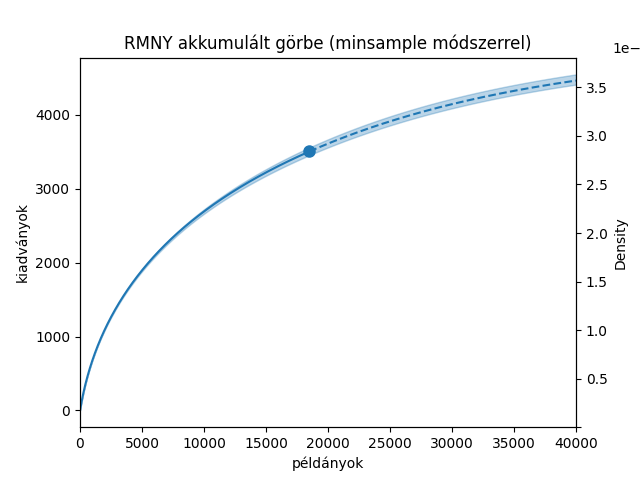 RMNY akkumulált görbe (minsample módszerrel)
1e−
4000
3000
2000
1000
0
kiadványok
3.5
3.0
2.5
2.0
1.5
1.0
0.5
Density
0 5000 10000 15000 20000 25000 30000 35000 40000
példányok